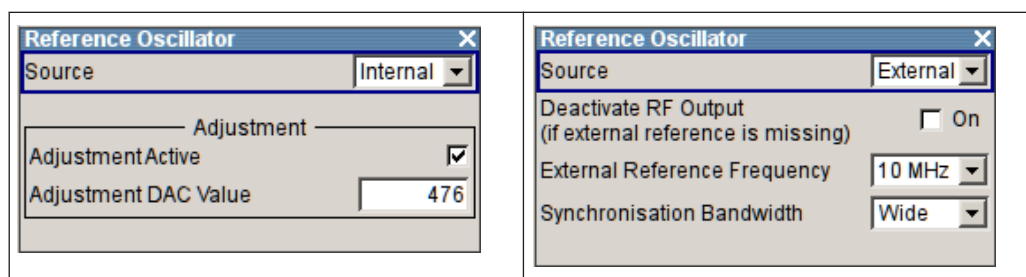 Reference Oscillator
Source Internal
Adjustment
Adjustment Active
Adjustment DAC Value 476
Reference Oscillator
Source External
Deactivate RF Output On
(if external reference is missing)
External Reference Frequency 10 MHz
Synchronisation Bandwidth Wide